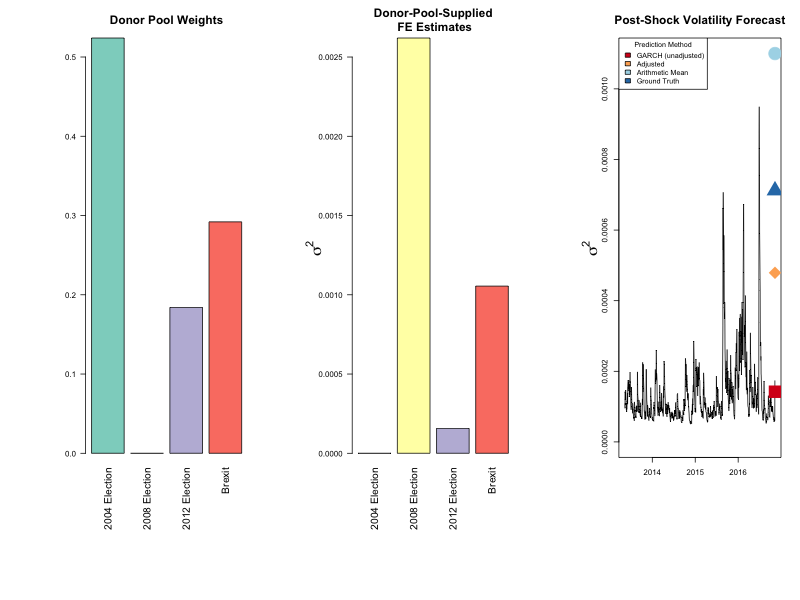 Donor Pool Weights
0.5
0.4
0.3
0.2
0.1
0.0
2004 Election
2008 Election
2012 Election
Brexit
Donor-Pool-Supplied
FE Estimates
σ²
0.0025
0.0020
0.0015
0.0010
0.0005
0.0000
2004 Election
2008 Election
2012 Election
Brexit
Post-Shock Volatility Forecast
Prediction Method
GARCH (unadjusted)
Adjusted
Arithmetic Mean
Ground Truth
σ²
0.0010
0.0008
0.0006
0.0004
0.0002
0.0000
2014
2015
2016